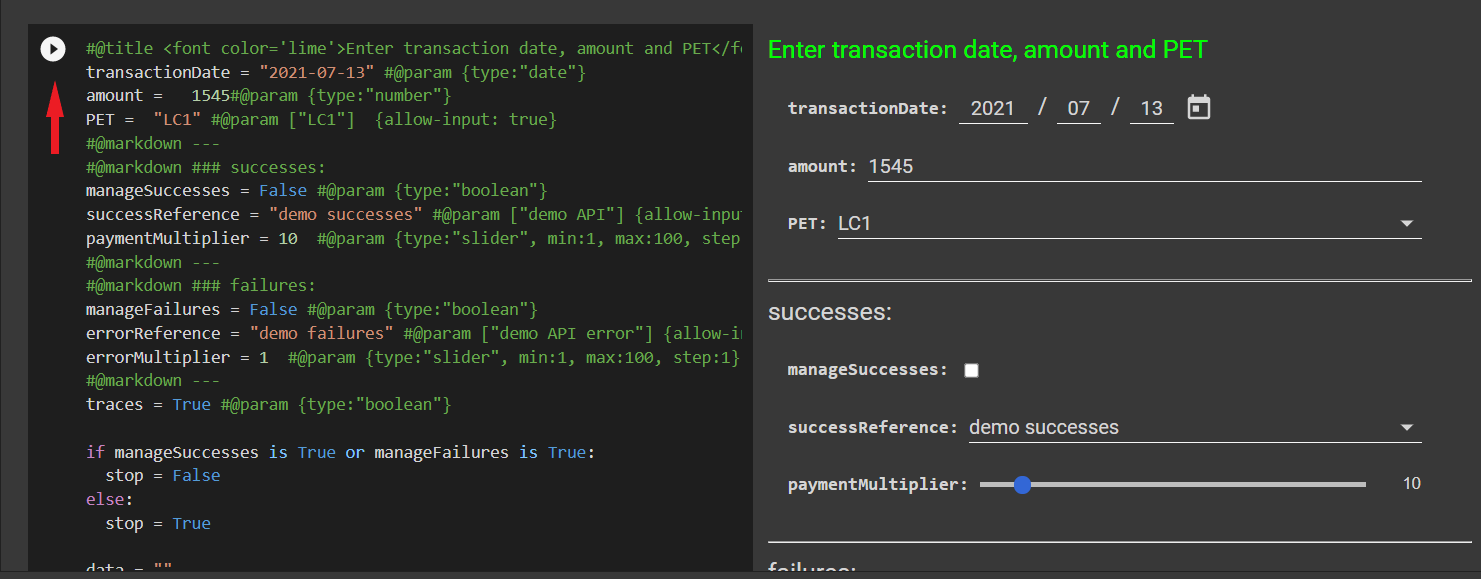 #@title <font color='lime'>Enter transaction date, amount and PET</fo
transactionDate = "2021-07-13" #@param {type:"date"}
amount =   1545#@param {type:"number"}
PET =  "LC1" #@param ["LC1"]  {allow-input: true}
#@markdown ---
#@markdown ### successes:
manageSuccesses = False #@param {type:"boolean"}
successReference = "demo successes" #@param ["demo API"] {allow-input
paymentMultiplier = 10  #@param {type:"slider", min:1, max:100, step
#@markdown ---
#@markdown ### failures:
manageFailures = False #@param {type:"boolean"}
errorReference = "demo failures" #@param ["demo API error"] {allow-in
errorMultiplier = 1  #@param {type:"slider", min:1, max:100, step:1}
#@markdown ---
traces = True #@param {type:"boolean"}
if manageSuccesses is True or manageFailures is True:
  stop = False
else:
  stop = True
data = ""
Enter transaction date, amount and PET
transactionDate: 2021 / 07 / 13
amount: 1545
PET: LC1
successes:
manageSuccesses:
successReference: demo successes
paymentMultiplier: 10
failures: